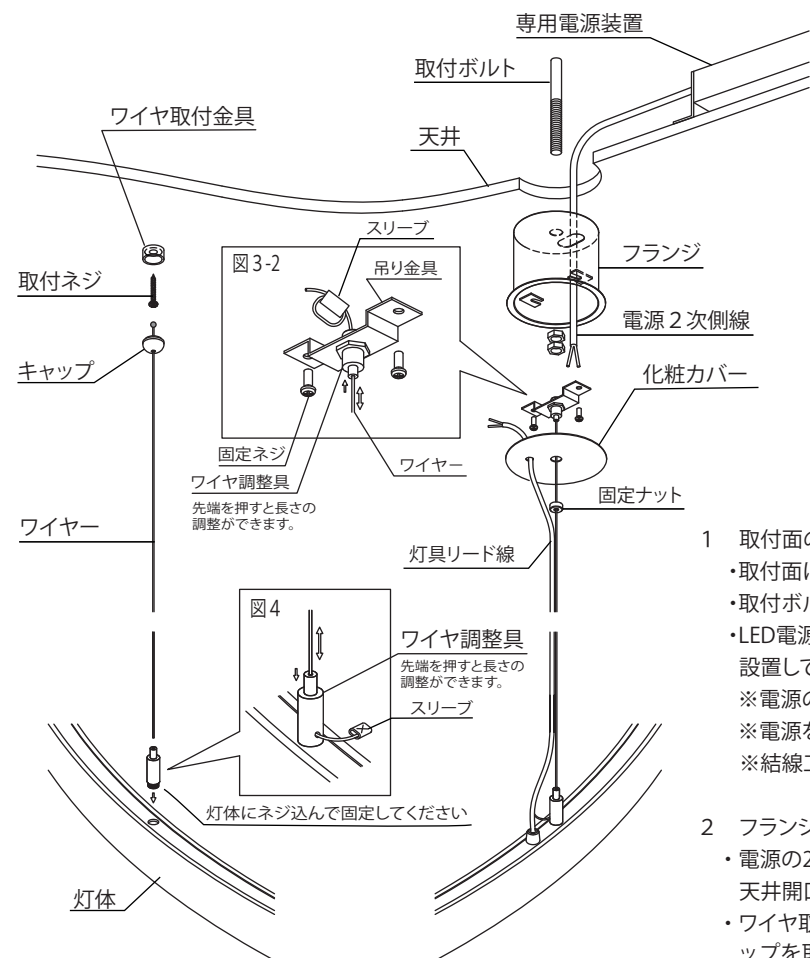 専用電源装置
取付ボルト
ワイヤ取付金具
天井
スリーブ
図3-2
吊り金具
フランジ
取付ネジ
電源２次側線
キャップ
化粧カバー
固定ネジ
ワイヤー
ワイヤ調整具
先端を押すと長さの
調整ができます。
固定ナット
ワイヤー
灯具リード線
図4
ワイヤ調整具
先端を押すと長さの
調整ができます。
スリーブ
灯体にネジ込んで固定してください
灯体
1 取付面の
・取付面に
・取付ボル
・LED電源
設置して
※電源の
※電源を
※結線工
2 フランジ
・電源の2
天井開口
・ワイヤ取
ップを取